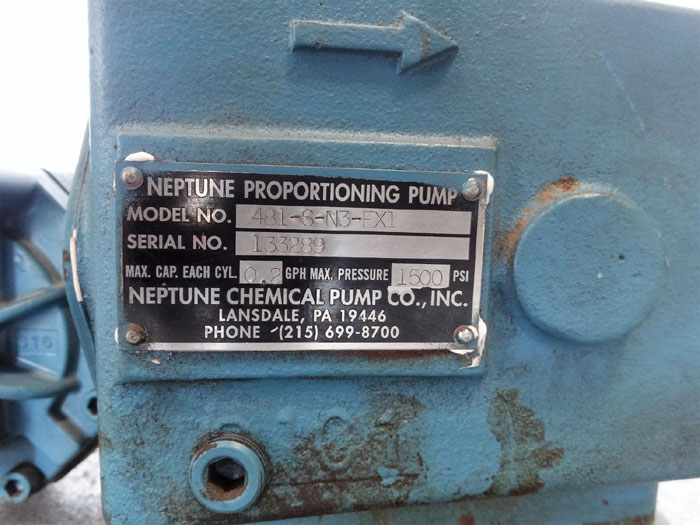 NEPTUNE PROPORTIONING PUMP
MODEL NO. 481-S-N3-FX1
SERIAL NO. 133289
MAX. CAP. EACH CYL. 0.2 GPH MAX. PRESSURE 1500 PSI
NEPTUNE CHEMICAL PUMP CO., INC.
LANSDALE, PA 19446
PHONE (215) 699-8700
316